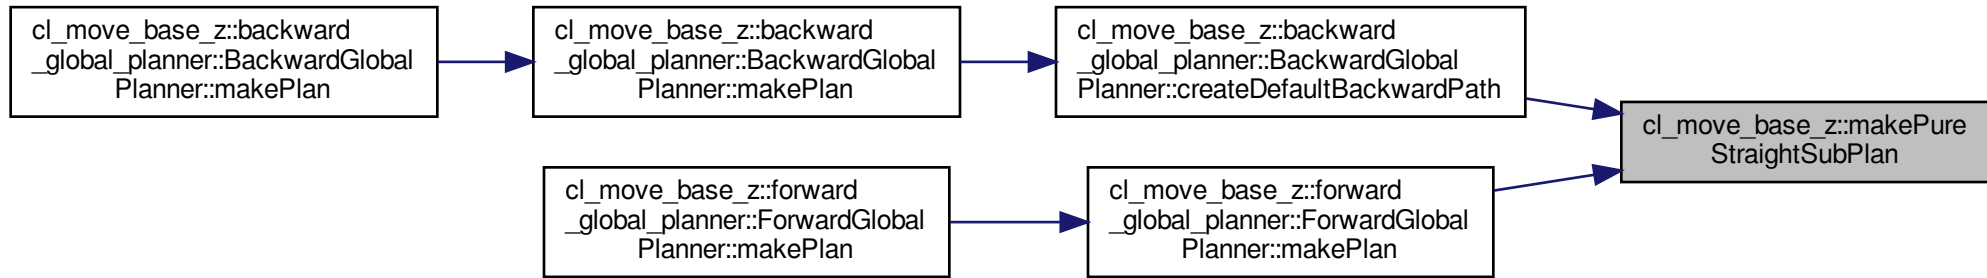 cl_move_base_z::backward
_global_planner::BackwardGlobal
Planner::makePlan
cl_move_base_z::backward
_global_planner::BackwardGlobal
Planner::makePlan
cl_move_base_z::backward
_global_planner::BackwardGlobal
Planner::createDefaultBackwardPath
cl_move_base_z::makePure
StraightSubPlan
cl_move_base_z::forward
_global_planner::ForwardGlobal
Planner::makePlan
cl_move_base_z::forward
_global_planner::ForwardGlobal
Planner::makePlan